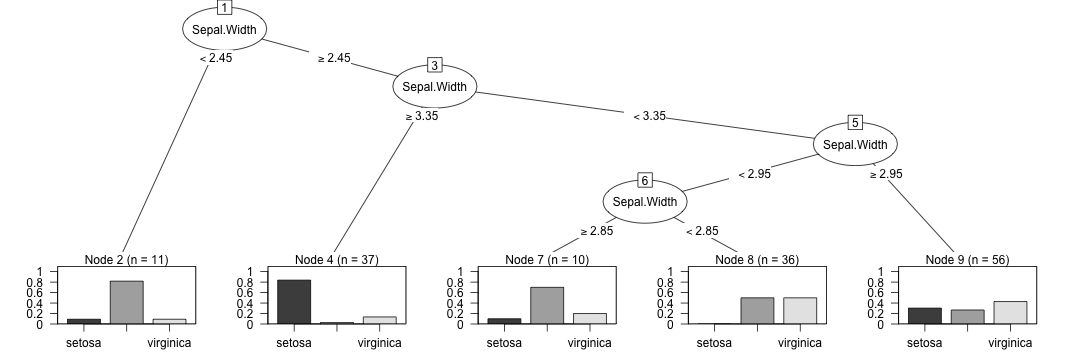 1
Sepal.Width
< 2.45
≥ 2.45
3
Sepal.Width
≥ 3.35
< 3.35
5
Sepal.Width
< 2.95
≥ 2.95
6
Sepal.Width
≥ 2.85
< 2.85
Node 2 (n = 11)
1
0.8
0.6
0.4
0.2
0
setosa
virginica
Node 4 (n = 37)
1
0.8
0.6
0.4
0.2
0
setosa
virginica
Node 7 (n = 10)
1
0.8
0.6
0.4
0.2
0
setosa
virginica
Node 8 (n = 36)
1
0.8
0.6
0.4
0.2
0
setosa
virginica
Node 9 (n = 56)
1
0.8
0.6
0.4
0.2
0
setosa
virginica